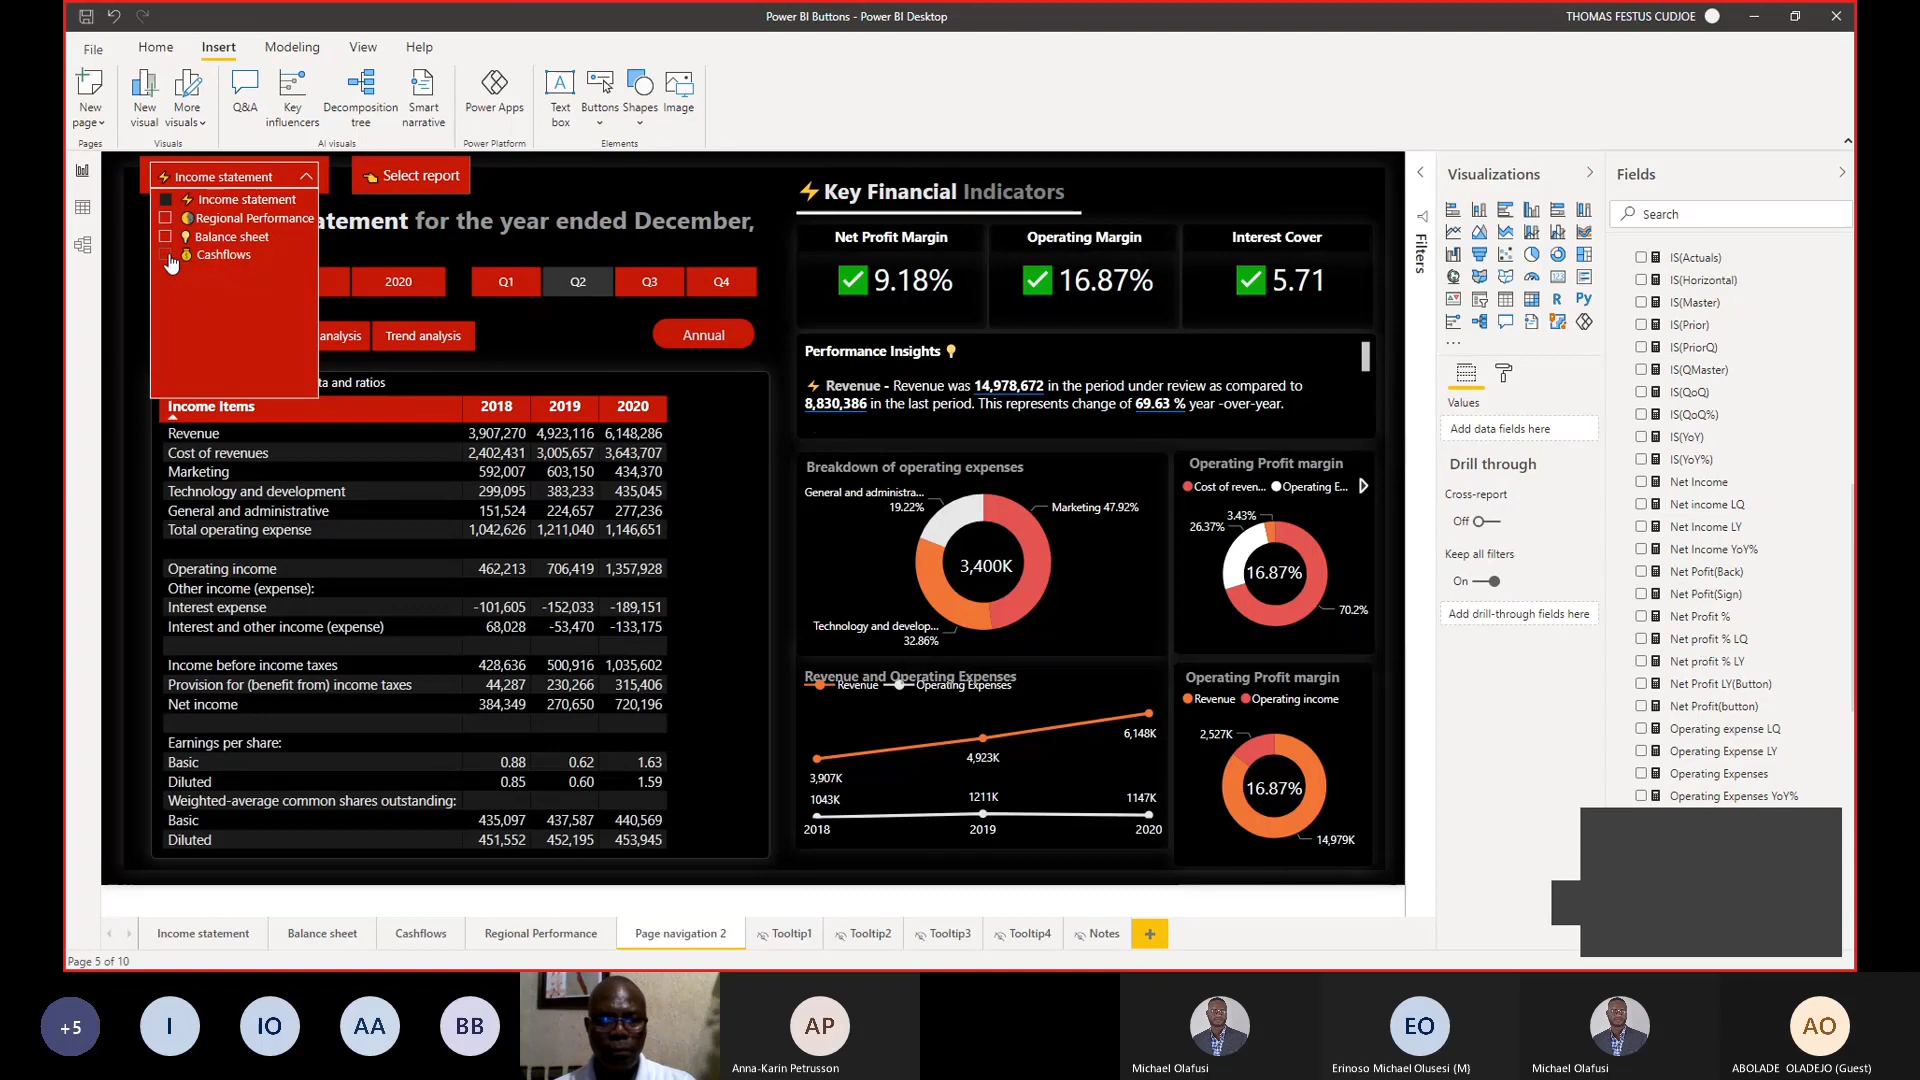 Power BI Buttons - Power BI Desktop
THOMAS FESTUS CUDJOE
File Home Insert Modeling View Help
New page
New visual
More visuals
Q&A
Key influencers
Decomposition tree
Smart narrative
Power Apps
Text box
Buttons
Shapes
Image
Pages
Visuals
AI visuals
Power Platform
Elements
Income statement
Income statement
Regional Performance
Balance sheet
Cashflows
Select report
atement for the year ended December,
2020
Q1 Q2 Q3 Q4
analysis
Trend analysis
Annual
ta and ratios
Income Items 2018 2019 2020
Revenue 3,907,270 4,923,116 6,148,286
Cost of revenues 2,402,431 3,005,657 3,643,707
Marketing 592,007 603,150 434,370
Technology and development 299,095 383,233 435,045
General and administrative 151,524 224,657 277,236
Total operating expense 1,042,626 1,211,040 1,146,651
Operating income 462,213 706,419 1,357,928
Other income (expense):
Interest expense -101,605 -152,033 -189,151
Interest and other income (expense) 68,028 -53,470 -133,175
Income before income taxes 428,636 500,916 1,035,602
Provision for (benefit from) income taxes 44,287 230,266 315,406
Net income 384,349 270,650 720,196
Earnings per share:
Basic 0.88 0.62 1.63
Diluted 0.85 0.60 1.59
Weighted-average common shares outstanding:
Basic 435,097 437,587 440,569
Diluted 451,552 452,195 453,945
Key Financial Indicators
Net Profit Margin
9.18%
Operating Margin
16.87%
Interest Cover
5.71
Performance Insights
Revenue - Revenue was 14,978,672 in the period under review as compared to
8,830,386 in the last period. This represents change of 69.63 % year -over-year.
Breakdown of operating expenses
General and administra...
19.22%
Marketing 47.92%
3,400K
Technology and develop...
32.86%
Operating Profit margin
Cost of reven... Operating E...
3.43%
26.37%
16.87%
70.2%
Revenue and Operating Expenses
Revenue Operating Expenses
3,907K
4,923K
6,148K
1043K
1211K
1147K
2018 2019 2020
Operating Profit margin
Revenue Operating income
2,527K
16.87%
14,979K
Filters
Visualizations
R
Py
Values
Add data fields here
Drill through
Cross-report
Off
Keep all filters
On
Add drill-through fields here
Fields
Search
IS(Actuals)
IS(Horizontal)
IS(Master)
IS(Prior)
IS(PriorQ)
IS(QMaster)
IS(QoQ)
IS(QoQ%)
IS(YoY)
IS(YoY%)
Net Income
Net income LQ
Net Income LY
Net Income YoY%
Net Pofit(Back)
Net Pofit(Sign)
Net Profit %
Net profit % LQ
Net profit % LY
Net Profit LY(Button)
Net Profit(button)
Operating expense LQ
Operating Expense LY
Operating Expenses
Operating Expenses YoY%
Income statement
Balance sheet
Cashflows
Regional Performance
Page navigation 2
Tooltip1
Tooltip2
Tooltip3
Tooltip4
Notes
+
Page 5 of 10
+5
I
IO
AA
BB
AP
Anna-Karin Petrusson
Michael Olafusi
EO
Erinoso Michael Olusesi (M)
Michael Olafusi
AO
ABOLADE OLADEJO (Guest)